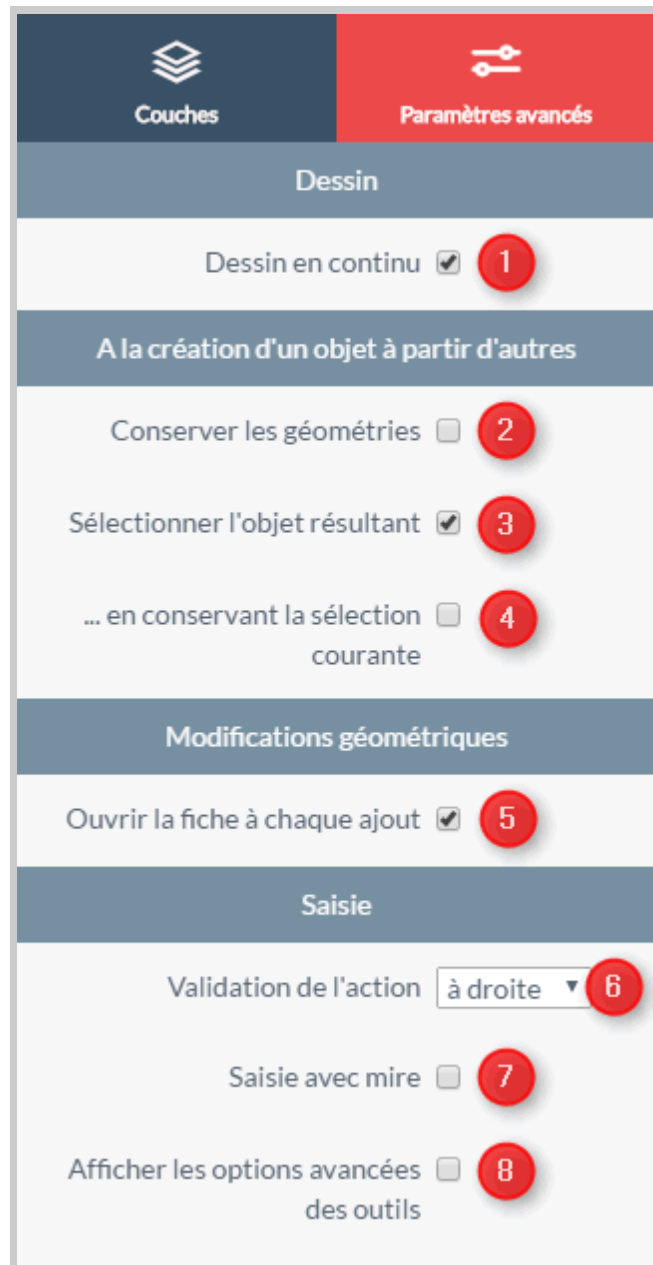 Couches
Paramètres avancés
Dessin
Dessin en continu 1
A la création d'un objet à partir d'autres
Conserver les géométries 2
Sélectionner l'objet résultant 3
... en conservant la sélection 4
courante
Modifications géométriques
Ouvrir la fiche à chaque ajout 5
Saisie
Validation de l'action à droite 6
Saisie avec mire 7
Afficher les options avancées 8
des outils